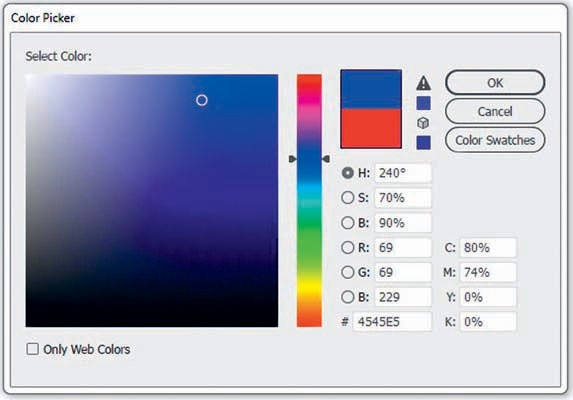 Color Picker
Select Color:
OK
Cancel
Color Swatches
H: 240°
S: 70%
B: 90%
R: 69 C: 80%
G: 69 M: 74%
B: 229 Y: 0%
# 4545E5 K: 0%
Only Web Colors